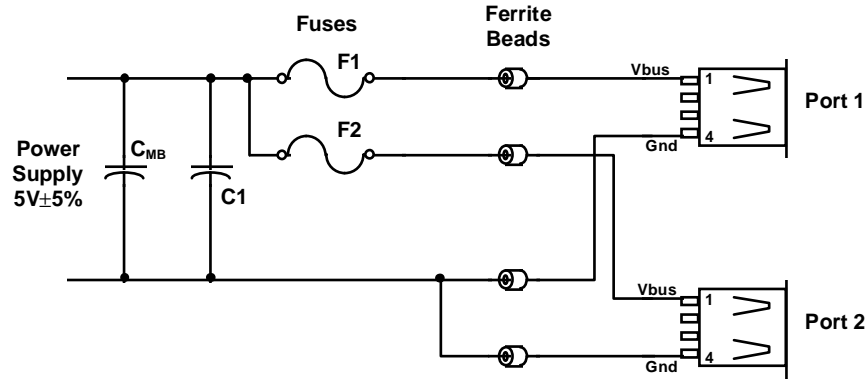 Fuses
Ferrite
Beads
F1
Vbus
1
Port 1
4
Gnd
F2
Power
Supply
5V±5%
CMB
C1
Vbus
1
Port 2
4
Gnd